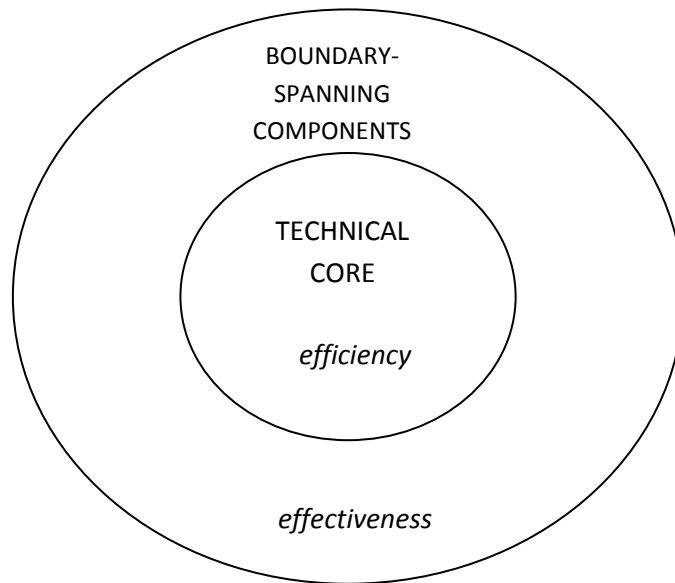 BOUNDARY-
SPANNING
COMPONENTS
TECHNICAL
CORE
efficiency
effectiveness